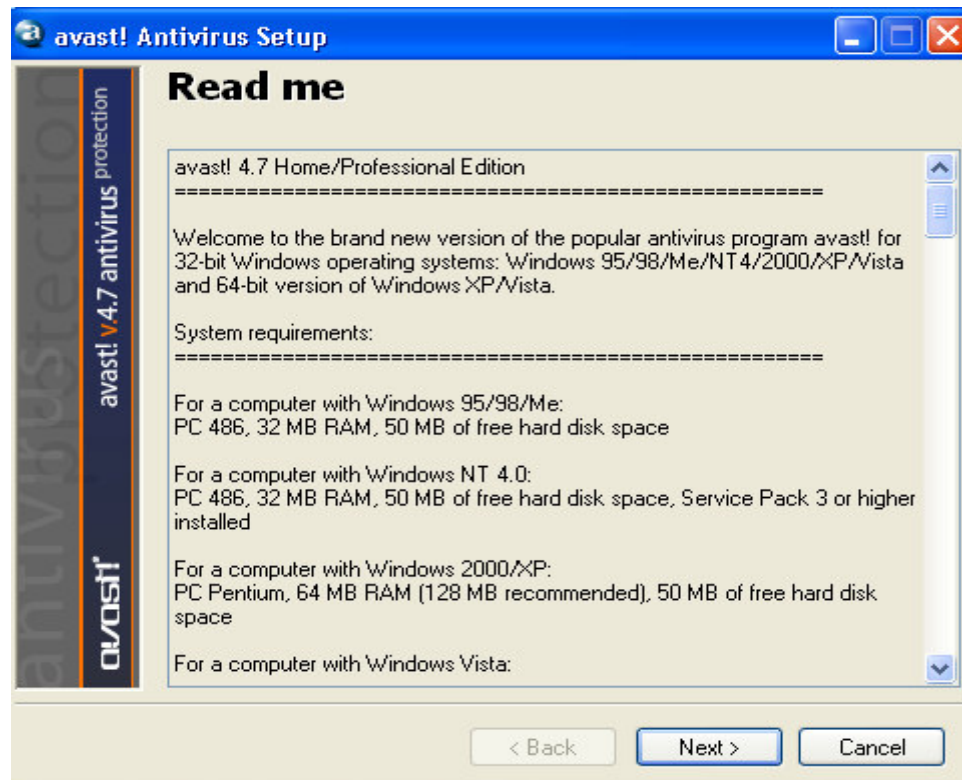 avast! Antivirus Setup
Read me
avast! 4.7 Home/Professional Edition
======================================================
Welcome to the brand new version of the popular antivirus program avast! for
32-bit Windows operating systems: Windows 95/98/Me/NT4/2000/XP/Vista
and 64-bit version of Windows XP/Vista.
System requirements:
======================================================
For a computer with Windows 95/98/Me:
PC 486, 32 MB RAM, 50 MB of free hard disk space
For a computer with Windows NT 4.0:
PC 486, 32 MB RAM, 50 MB of free hard disk space, Service Pack 3 or higher
installed
For a computer with Windows 2000/XP:
PC Pentium, 64 MB RAM (128 MB recommended), 50 MB of free hard disk
space
For a computer with Windows Vista:
avast! v.4.7 antivirus protection
avast!
antivirus
protection
< Back
Next >
Cancel